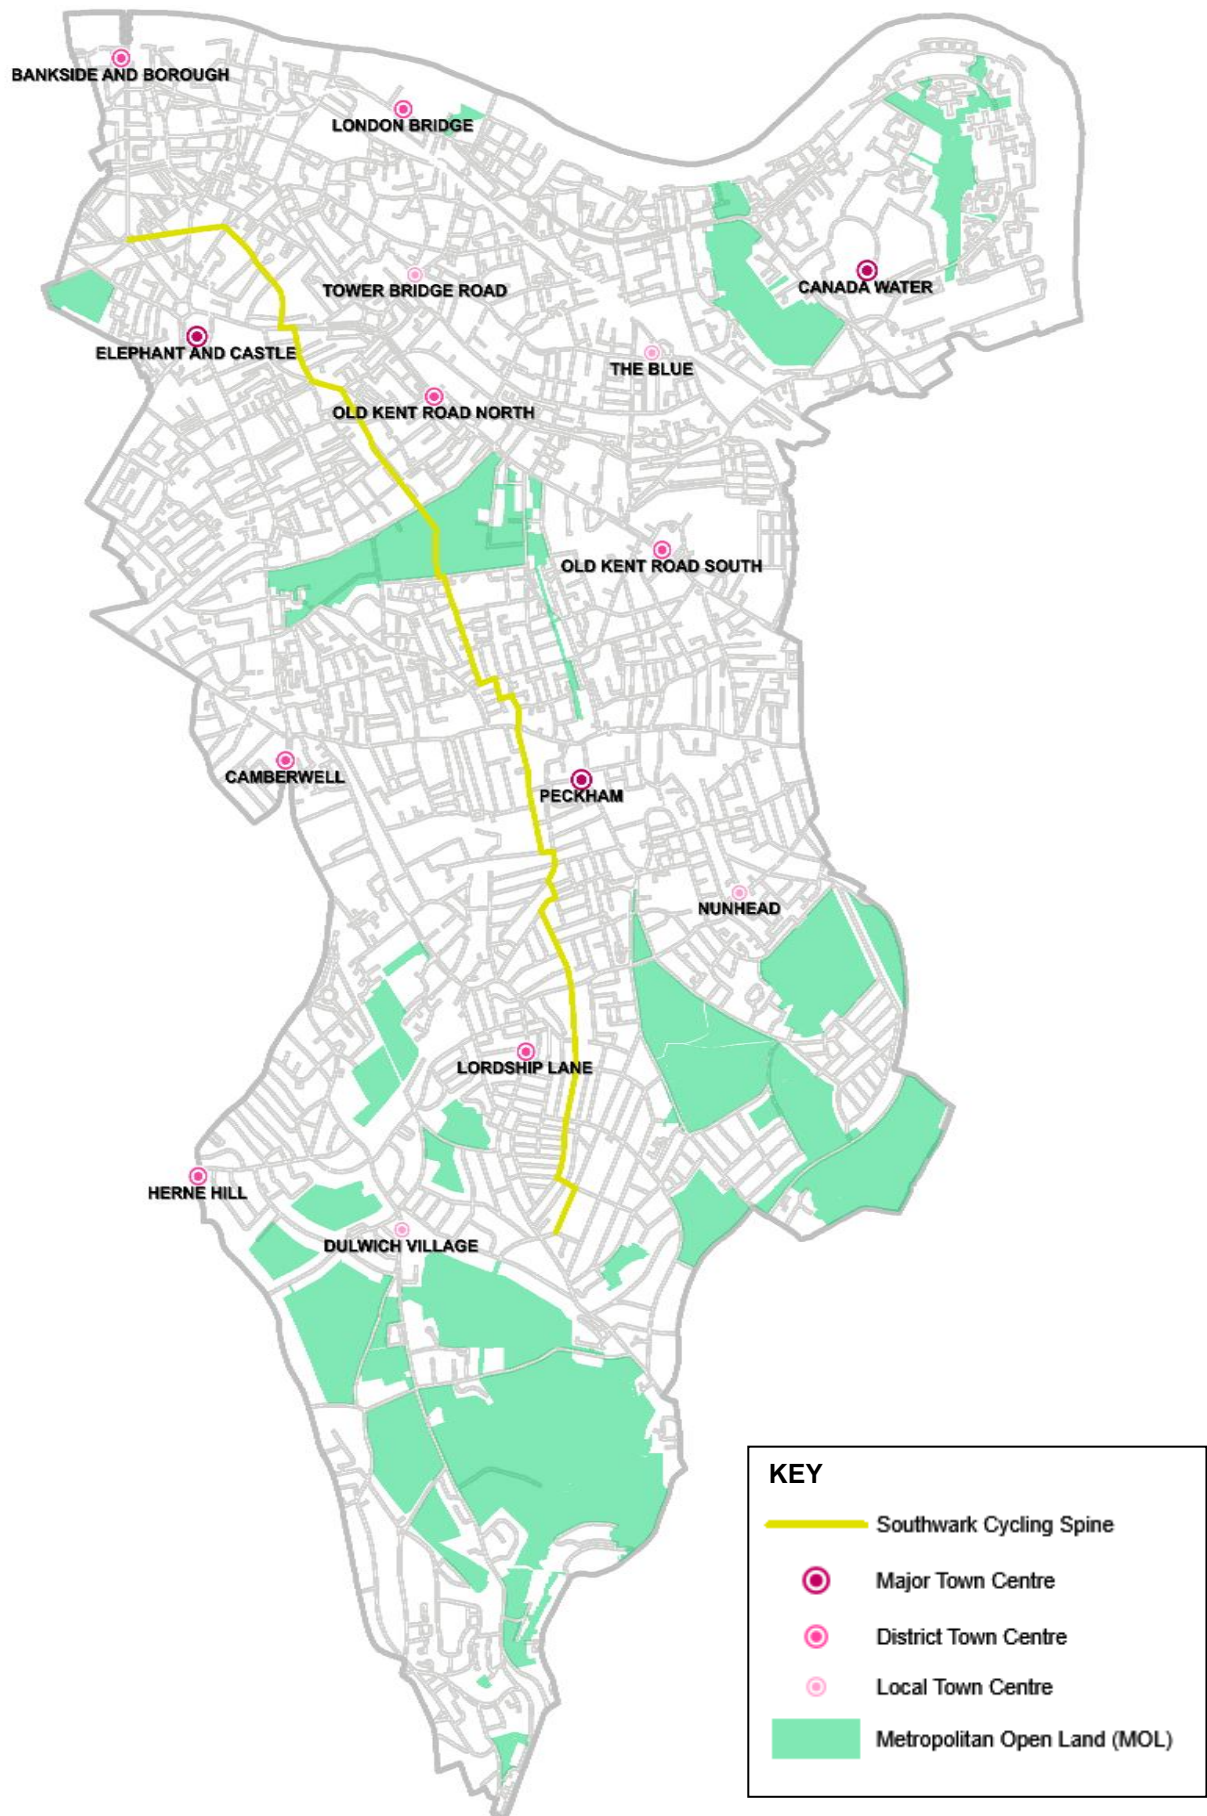 BANKSIDE AND BOROUGH
LONDON BRIDGE
TOWER BRIDGE ROAD
CANADA WATER
ELEPHANT AND CASTLE
THE BLUE
OLD KENT ROAD NORTH
OLD KENT ROAD SOUTH
CAMBERWELL
PECKHAM
NUNHEAD
LORDSHIP LANE
HERNE HILL
DULWICH VILLAGE
KEY
Southwark Cycling Spine
Major Town Centre
District Town Centre
Local Town Centre
Metropolitan Open Land (MOL)